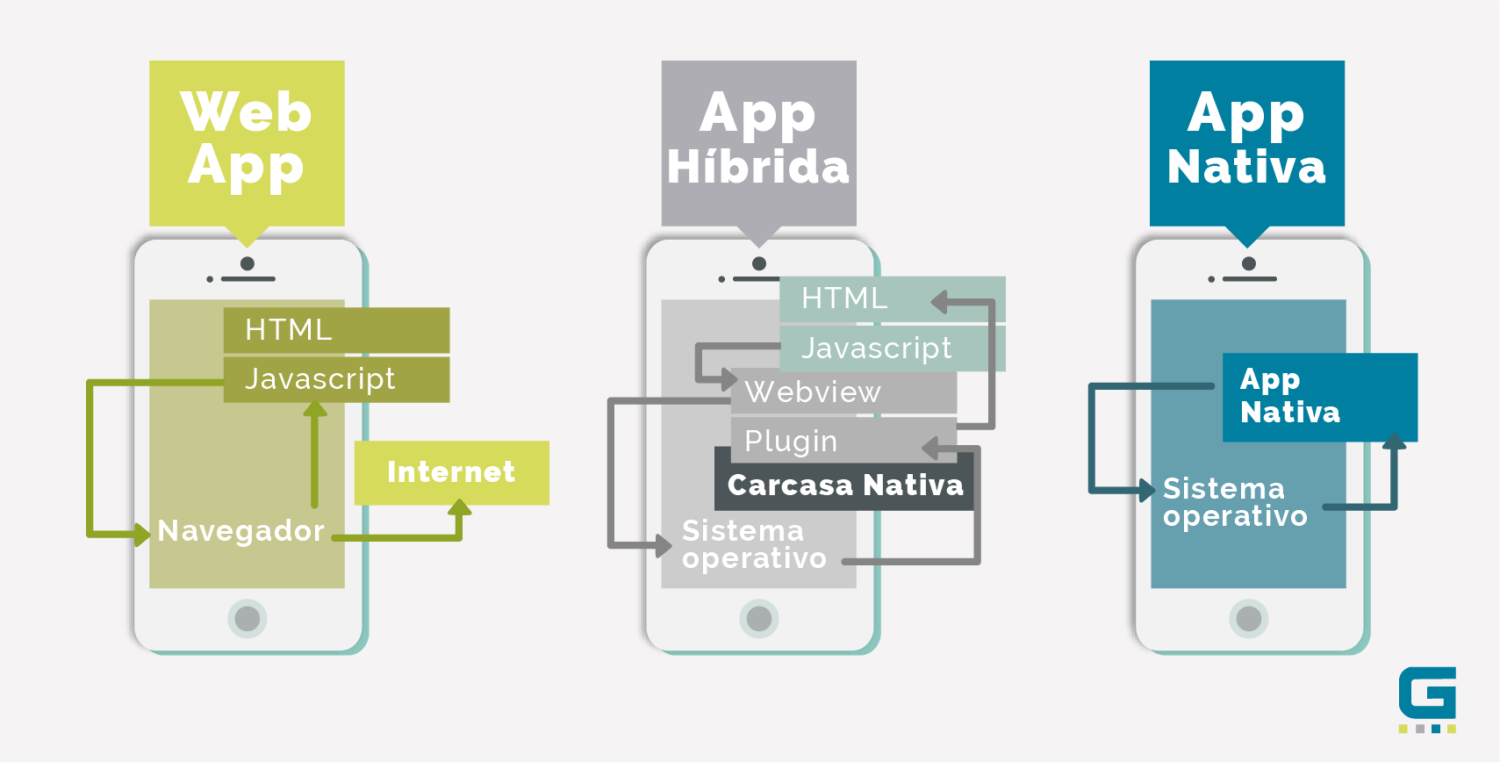 Web
App
HTML
Javascript
Internet
Navegador
App
Híbrida
HTML
Javascript
Webview
Plugin
Carcasa Nativa
Sistema
operativo
App
Nativa
App
Nativa
Sistema
operativo
G